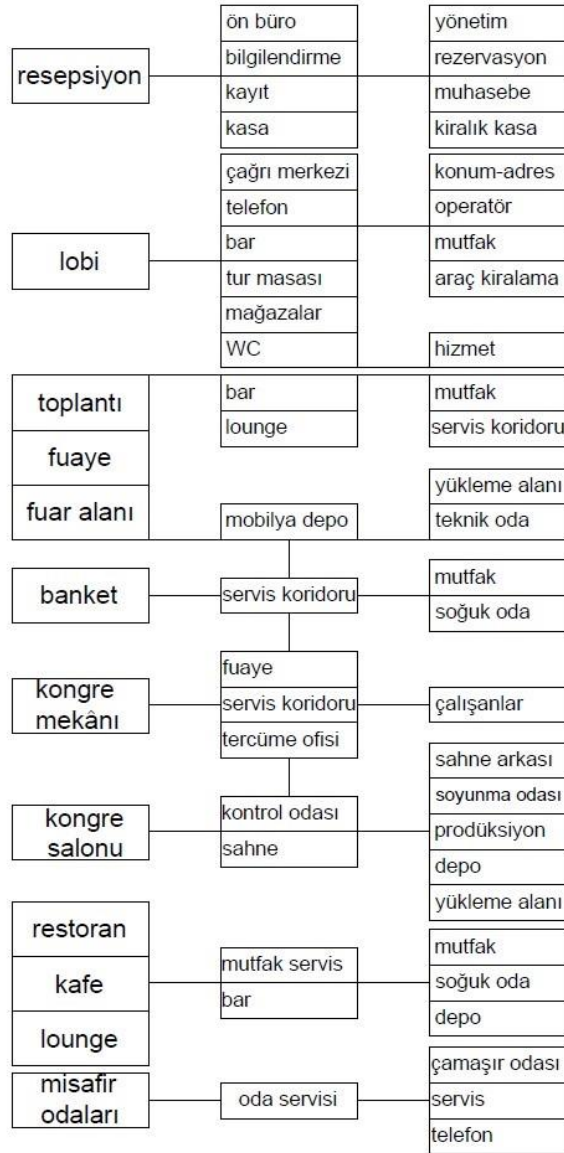 resepsiyon
ön büro
bilgilendirme
kayıt
kasa
yönetim
rezervasyon
muhasebe
kiralık kasa
lobi
çağrı merkezi
telefon
bar
tur masası
mağazalar
WC
konum-adres
operatör
mutfak
araç kiralama
hizmet
toplantı
fuaye
fuar alanı
bar
lounge
mobilya depo
mutfak
servis koridoru
yükleme alanı
teknik oda
banket
servis koridoru
mutfak
soğuk oda
kongre
mekânı
fuaye
servis koridoru
tercüme ofisi
çalışanlar
kongre
salonu
kontrol odası
sahne
sahne arkası
soyunma odası
prodüksiyon
depo
yükleme alanı
restoran
kafe
lounge
mutfak servis
bar
mutfak
soğuk oda
depo
misafir
odaları
oda servisi
çamaşır odası
servis
telefon